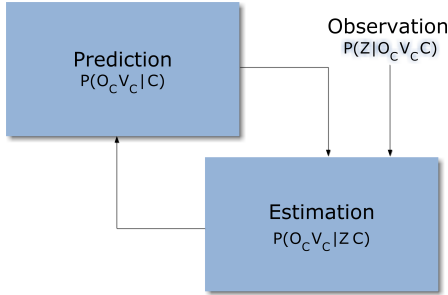 Prediction
P(O_C V_C | C)
Observation
P(Z|O_C V_C C)
Estimation
P(O_C V_C |Z C)